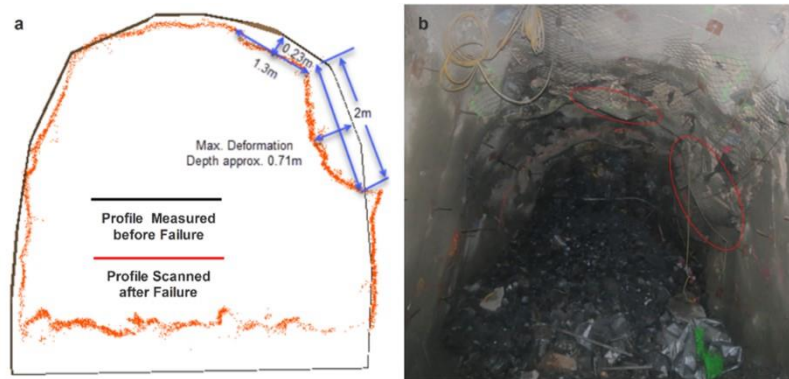 a
0.23m
1.3m
2m
Max. Deformation
Depth approx. 0.71m
Profile Measured
before Failure
Profile Scanned
after Failure
b